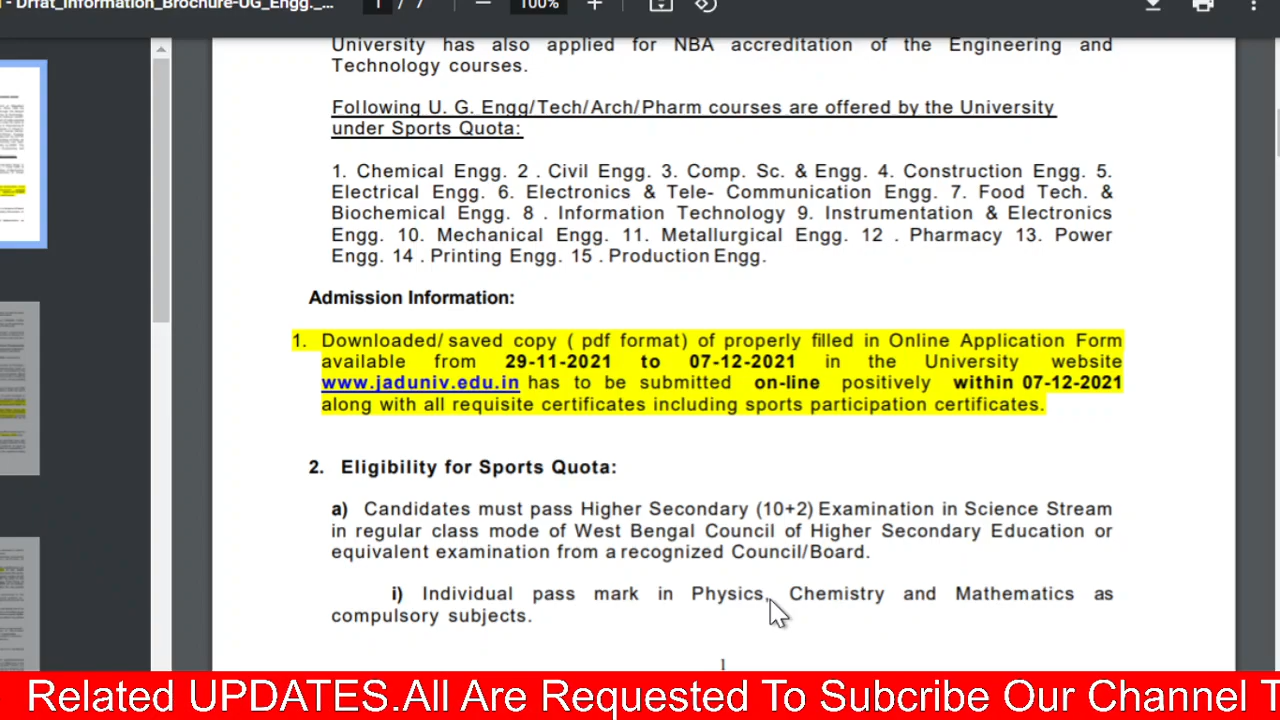 Drfat_Information_Brochure-UG_Engg._... 1 / 7 100%
University has also applied for NBA accreditation of the Engineering and
Technology courses.
Following U. G. Engg/Tech/Arch/Pharm courses are offered by the University
under Sports Quota:
1. Chemical Engg. 2 . Civil Engg. 3. Comp. Sc. & Engg. 4. Construction Engg. 5.
Electrical Engg. 6. Electronics & Tele- Communication Engg. 7. Food Tech. &
Biochemical Engg. 8 . Information Technology 9. Instrumentation & Electronics
Engg. 10. Mechanical Engg. 11. Metallurgical Engg. 12 . Pharmacy 13. Power
Engg. 14 . Printing Engg. 15 . Production Engg.
Admission Information:
1. Downloaded/ saved copy ( pdf format) of properly filled in Online Application Form
available from 29-11-2021 to 07-12-2021 in the University website
www.jaduniv.edu.in has to be submitted on-line positively within 07-12-2021
along with all requisite certificates including sports participation certificates.
2. Eligibility for Sports Quota:
a) Candidates must pass Higher Secondary (10+2) Examination in Science Stream
in regular class mode of West Bengal Council of Higher Secondary Education or
equivalent examination from a recognized Council/Board.
i) Individual pass mark in Physics, Chemistry and Mathematics as
compulsory subjects.
1
Related UPDATES.All Are Requested To Subcribe Our Channel T